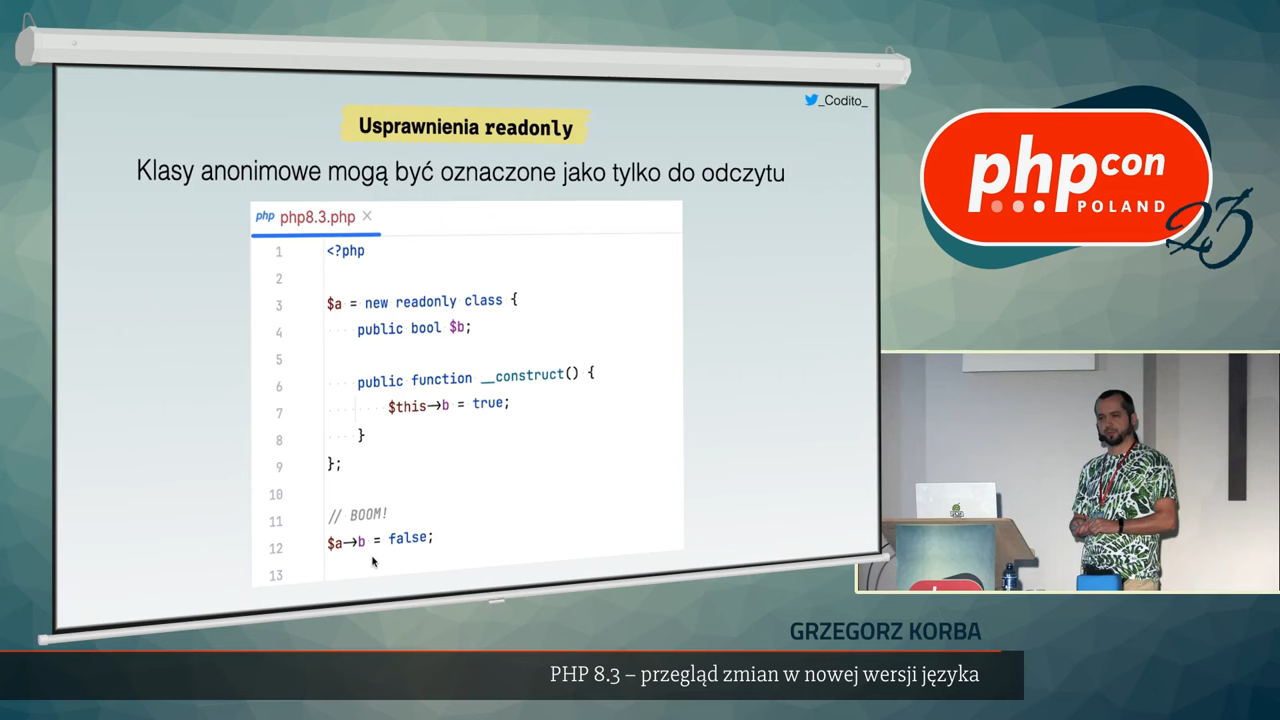 _Codito_
Usprawnienia readonly
Klasy anonimowe mogą być oznaczone jako tylko do odczytu
php php8.3.php ×
1 <?php
2
3 $a = new readonly class {
4 public bool $b;
5
6 public function __construct() {
7 $this->b = true;
8 }
9 };
10
11 // BOOM!
12 $a->b = false;
13
php con
POLAND
23
GRZEGORZ KORBA
PHP 8.3 – przegląd zmian w nowej wersji języka